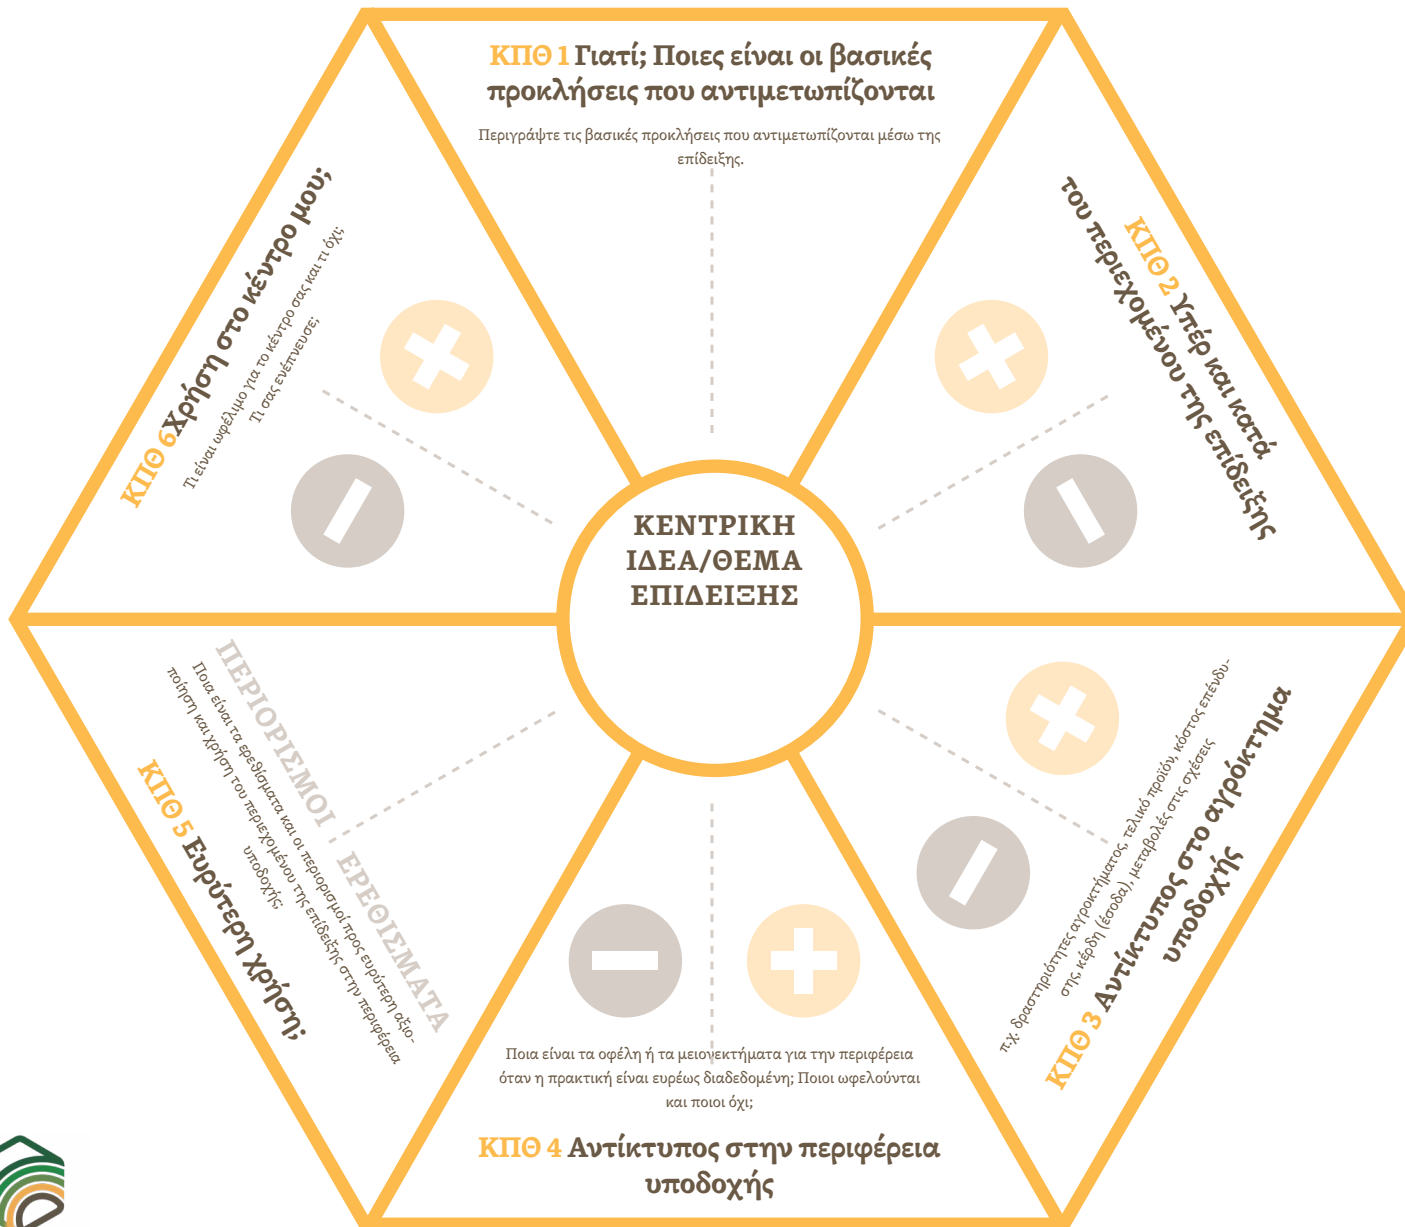 ΚΠΘ 1 Γιατί; Ποιες είναι οι βασικές
προκλήσεις που αντιμετωπίζονται
Περιγράψτε τις βασικές προκλήσεις που αντιμετωπίζονται μέσω της
επίδειξης.
ΚΠΘ 2 Υπέρ και κατά
του περιεχομένου της επίδειξης
ΚΠΘ 3 Αντίκτυπος στο αγρόκτημα
υποδοχής
π.χ. δραστηριότητες αγροκτήματος, τελικό προϊόν, κόστος επένδυ-
σης, κέρδη (έσοδα), μεταβολές στις σχέσεις
Ποια είναι τα οφέλη ή τα μειονεκτήματα για την περιφέρεια
όταν η πρακτική είναι ευρέως διαδεδομένη; Ποιοι ωφελούνται
και ποιοι όχι;
ΚΠΘ 4 Αντίκτυπος στην περιφέρεια
υποδοχής
ΚΠΘ 5 Ευρύτερη χρήση;
Ποια είναι τα ερεθίσματα και οι περιορισμοί προς ευρύτερη αξιο-
ποίηση και χρήση του περιεχομένου της επίδειξης στην περιφέρεια
υποδοχής;
ΠΕΡΙΟΡΙΣΜΟΙ
ΕΡΕΘΙΣΜΑΤΑ
ΚΠΘ 6 Χρήση στο κέντρο μου;
Τι είναι ωφέλιμο για το κέντρο σας και τι όχι;
Τι σας ενέπνευσε;
ΚΕΝΤΡΙΚΗ
ΙΔΕΑ/ΘΕΜΑ
ΕΠΙΔΕΙΞΗΣ